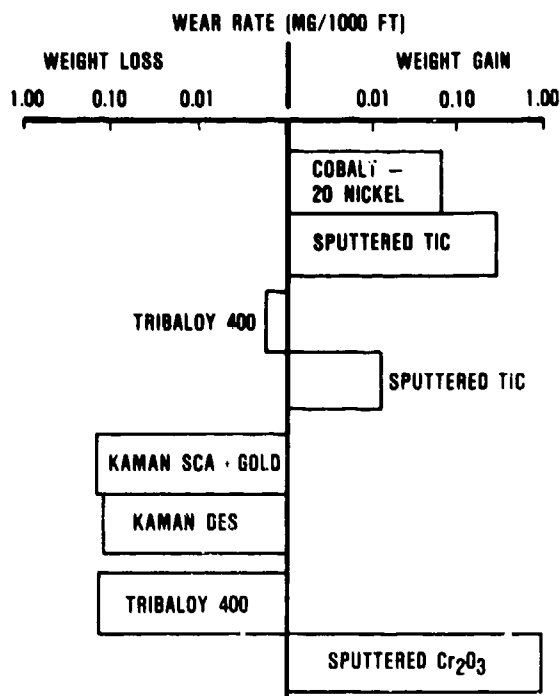 WEAR RATE (MG/1000 FT)
WEIGHT LOSS WEIGHT GAIN
1.00 0.10 0.01 0.01 0.10 1.00
COBALT —
20 NICKEL
SPUTTERED TIC
TRIBALOY 400
SPUTTERED TIC
KAMAN SCA + GOLD
KAMAN DES
TRIBALOY 400
SPUTTERED Cr₂O₃